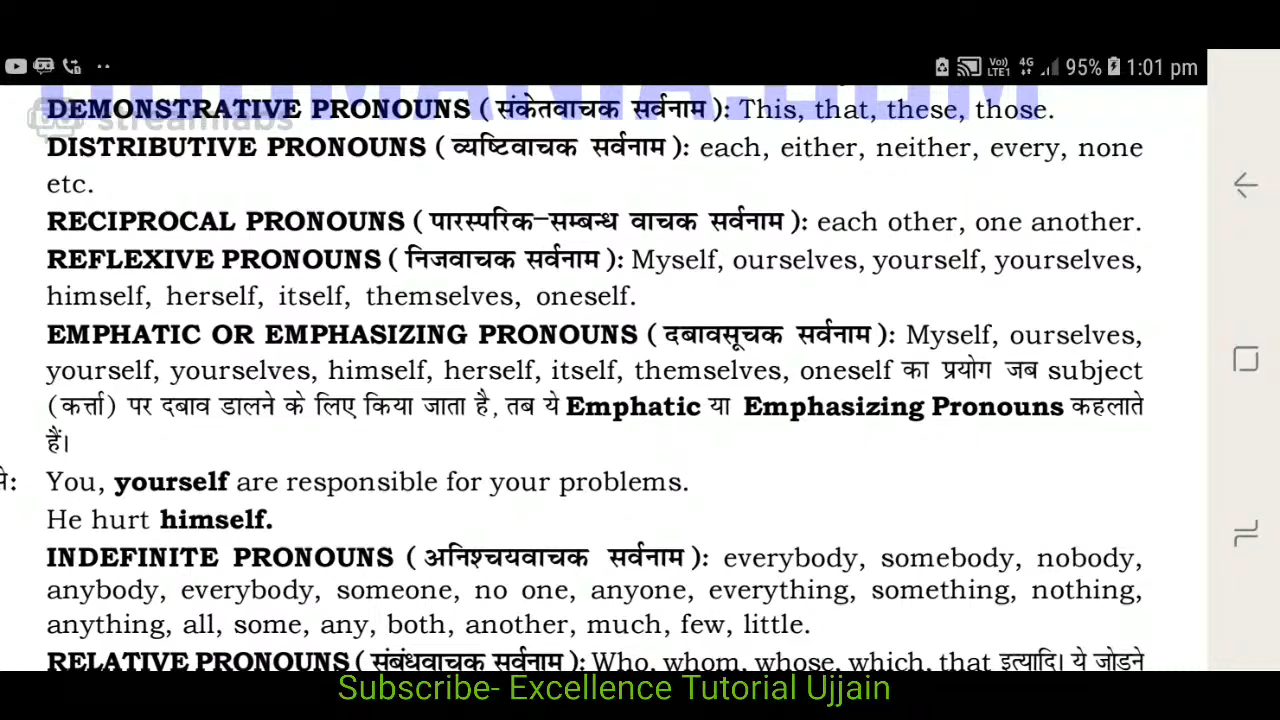 95% 1:01 pm
streamlabs
DEMONSTRATIVE PRONOUNS (संकेतवाचक सर्वनाम): This, that, these, those.
DISTRIBUTIVE PRONOUNS (व्यष्टिवाचक सर्वनाम): each, either, neither, every, none
etc.
RECIPROCAL PRONOUNS (पारस्परिक-सम्बन्ध वाचक सर्वनाम): each other, one another.
REFLEXIVE PRONOUNS (निजवाचक सर्वनाम): Myself, ourselves, yourself, yourselves,
himself, herself, itself, themselves, oneself.
EMPHATIC OR EMPHASIZING PRONOUNS (दबावसूचक सर्वनाम): Myself, ourselves,
yourself, yourselves, himself, herself, itself, themselves, oneself का प्रयोग जब subject
(कर्त्ता) पर दबाव डालने के लिए किया जाता है, तब ये Emphatic या Emphasizing Pronouns कहलाते
हैं।
You, yourself are responsible for your problems.
He hurt himself.
INDEFINITE PRONOUNS (अनिश्चयवाचक सर्वनाम): everybody, somebody, nobody,
anybody, everybody, someone, no one, anyone, everything, something, nothing,
anything, all, some, any, both, another, much, few, little.
RELATIVE PRONOUNS (संबंधवाचक सर्वनाम): Who, whom, whose, which, that इत्यादि। ये जोड़ने
Subscribe- Excellence Tutorial Ujjain